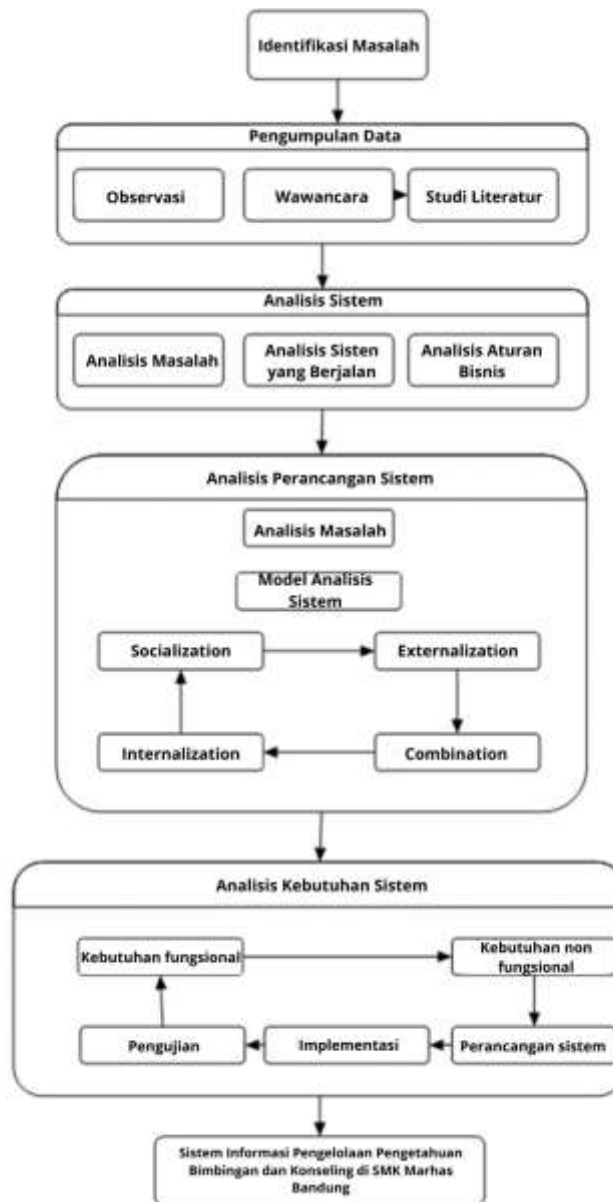 Identifikasi Masalah
Pengumpulan Data
Observasi
Wawancara
Studi Literatur
Analisis Sistem
Analisis Masalah
Analisis Sisten
yang Berjalan
Analisis Aturan
Bisnis
Analisis Perancangan Sistem
Analisis Masalah
Model Analisis
Sistem
Socialization
Externalization
Internalization
Combination
Analisis Kebutuhan Sistem
Kebutuhan fungsional
Kebutuhan non
fungsional
Pengujian
Implementasi
Perancangan sistem
Sistem Informasi Pengelolaan Pengetahuan
Bimbingan dan Konseling di SMK Marhas
Bandung